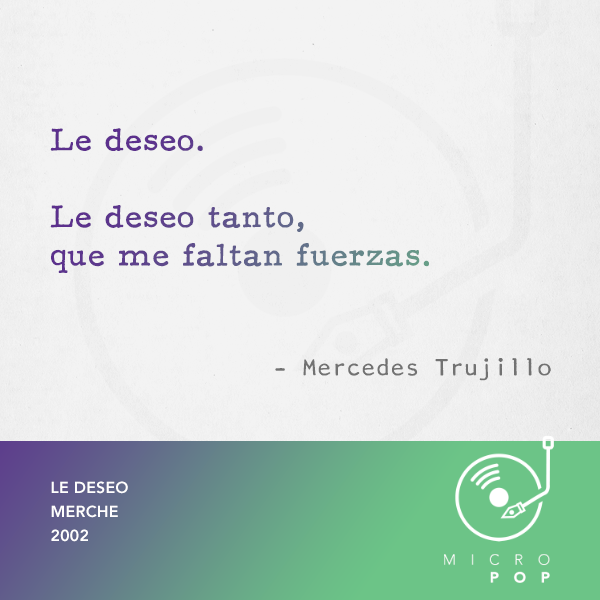 Le deseo.
Le deseo tanto,
que me faltan fuerzas.
– Mercedes Trujillo
LE DESEO
MERCHE
2002
MICRO
POP